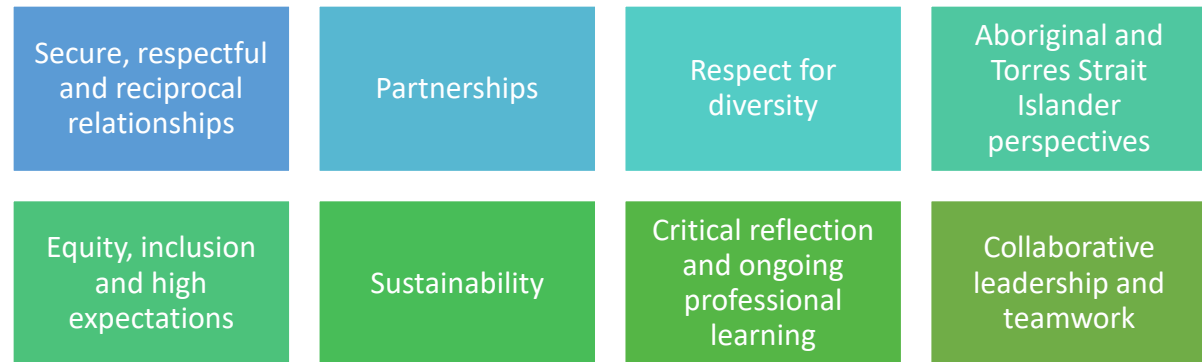 Secure, respectful
and reciprocal
relationships
Partnerships
Respect for
diversity
Aboriginal and
Torres Strait
Islander
perspectives
Equity, inclusion
and high
expectations
Sustainability
Critical reflection
and ongoing
professional
learning
Collaborative
leadership and
teamwork